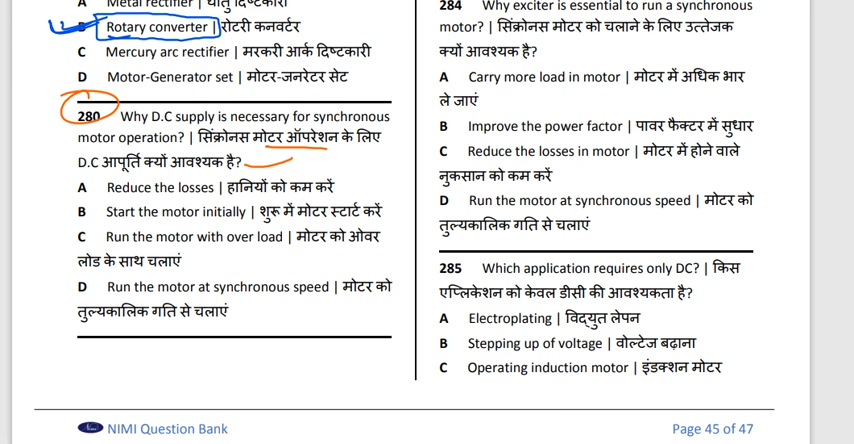 A Metal rectifier | धातु दिष्टकारी
Rotary converter | रोटरी कनवर्टर
C Mercury arc rectifier | मरकरी आर्क दिष्टकारी
D Motor-Generator set | मोटर-जनरेटर सेट
280 Why D.C supply is necessary for synchronous
motor operation? | सिंक्रोनस मोटर ऑपरेशन के लिए
D.C आपूर्ति क्यों आवश्यक है?
A Reduce the losses | हानियों को कम करें
B Start the motor initially | शुरू में मोटर स्टार्ट करें
C Run the motor with over load | मोटर को ओवर
लोड के साथ चलाएं
D Run the motor at synchronous speed | मोटर को
तुल्यकालिक गति से चलाएं
284 Why exciter is essential to run a synchronous
motor? | सिंक्रोनस मोटर को चलाने के लिए उत्तेजक
क्यों आवश्यक है?
A Carry more load in motor | मोटर में अधिक भार
ले जाएं
B Improve the power factor | पावर फैक्टर में सुधार
C Reduce the losses in motor | मोटर में होने वाले
नुकसान को कम करें
D Run the motor at synchronous speed | मोटर को
तुल्यकालिक गति से चलाएं
285 Which application requires only DC? | किस
एप्लिकेशन को केवल डीसी की आवश्यकता है?
A Electroplating | विद्युत लेपन
B Stepping up of voltage | वोल्टेज बढ़ाना
C Operating induction motor | इंडक्शन मोटर
NIMI Question Bank
Page 45 of 47